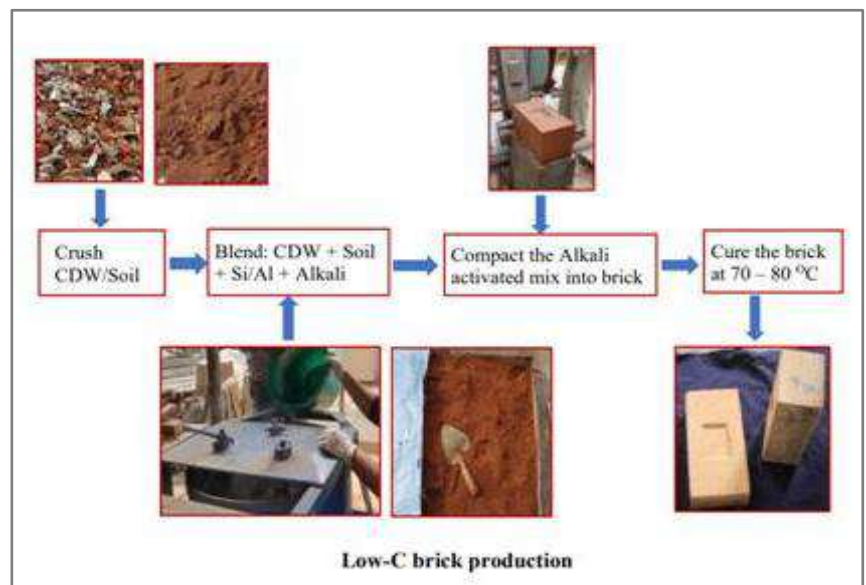 Crush
CDW/Soil
Blend: CDW + Soil
+ Si/Al + Alkali
Compact the Alkali
activated mix into brick
Cure the brick
at 70 – 80 ⁰C
Low-C brick production